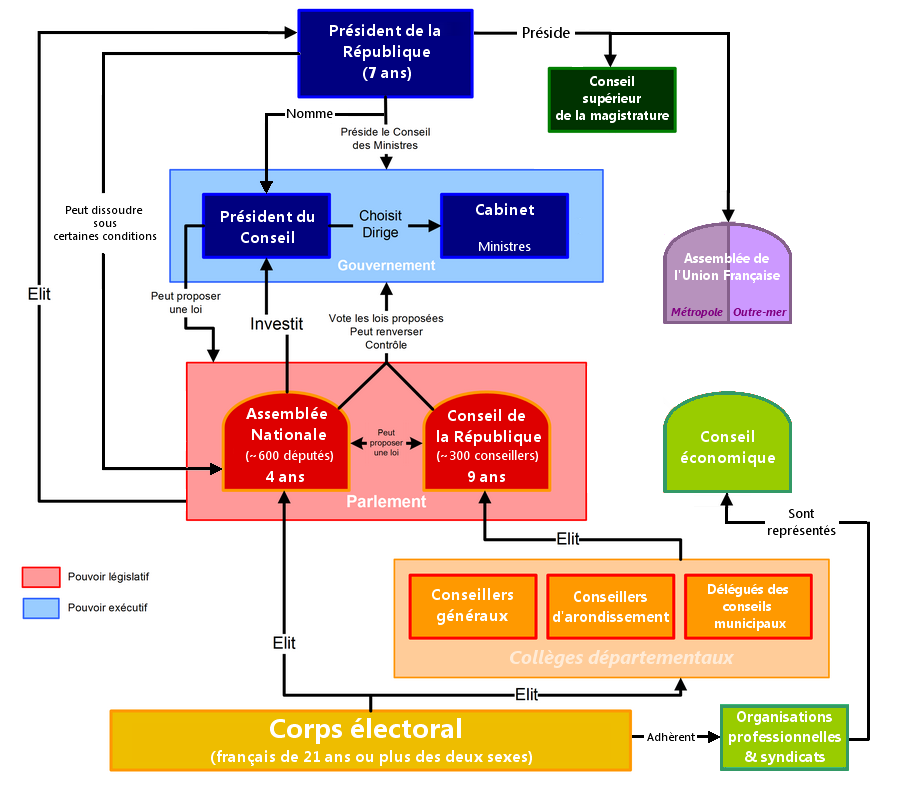 Président de la
République
(7 ans)
Préside
Conseil
supérieur
de la magistrature
Nomme
Préside le Conseil
des Ministres
Peut dissoudre
sous
certaines conditions
Président du
Conseil
Choisit
Dirige
Cabinet
Ministres
Gouvernement
Assemblée de
l'Union Française
Métropole
Outre-mer
Elit
Peut proposer
une loi
Investit
Vote les lois proposées
Peut renverser
Contrôle
Assemblée
Nationale
(~600 députés)
4 ans
Peut
proposer
une loi
Conseil de
la République
(~300 conseillers)
9 ans
Parlement
Conseil
économique
Sont
représentés
Pouvoir législatif
Pouvoir exécutif
Elit
Conseillers
généraux
Conseillers
d'arondissement
Délégués des
conseils
municipaux
Collèges départementaux
Elit
Elit
Corps électoral
(français de 21 ans ou plus des deux sexes)
Adhèrent
Organisations
professionnelles
& syndicats